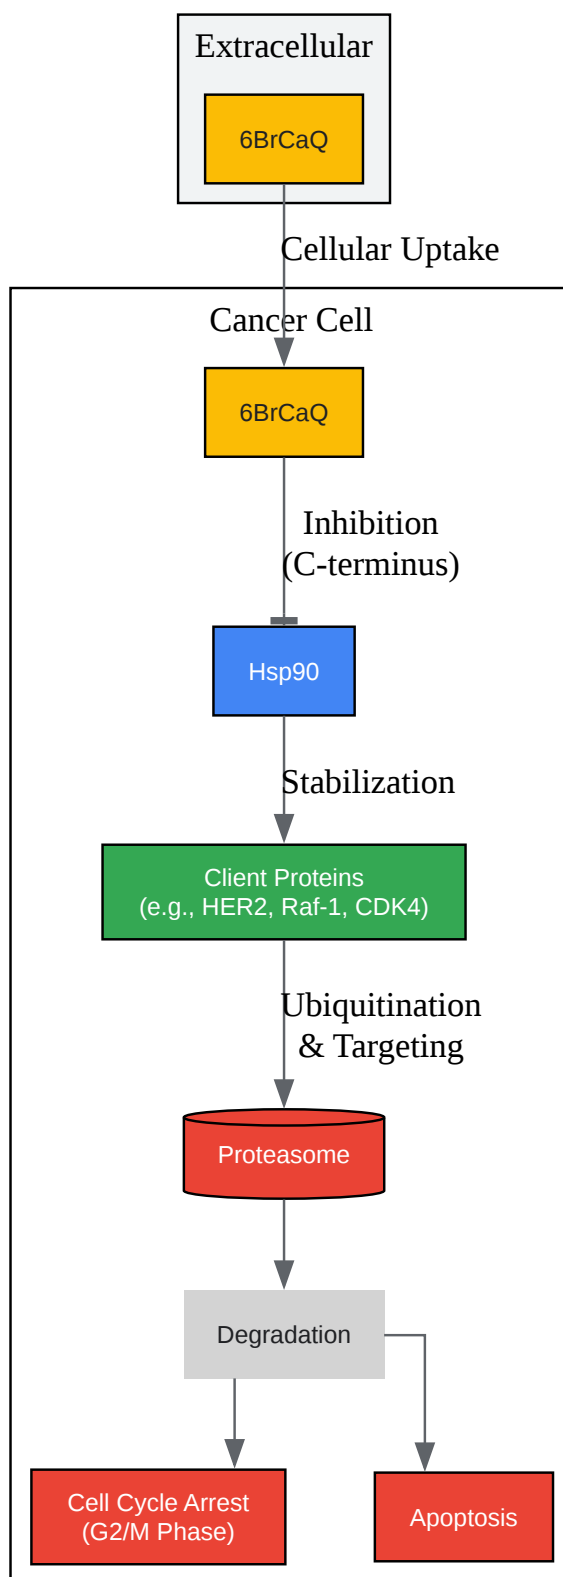 Extracellular
6BrCaQ
Cellular Uptake
Cancer Cell
6BrCaQ
Inhibition
(C-terminus)
Hsp90
Stabilization
Client Proteins
(e.g., HER2, Raf-1, CDK4)
Ubiquitination
& Targeting
Proteasome
Degradation
Cell Cycle Arrest
(G2/M Phase)
Apoptosis